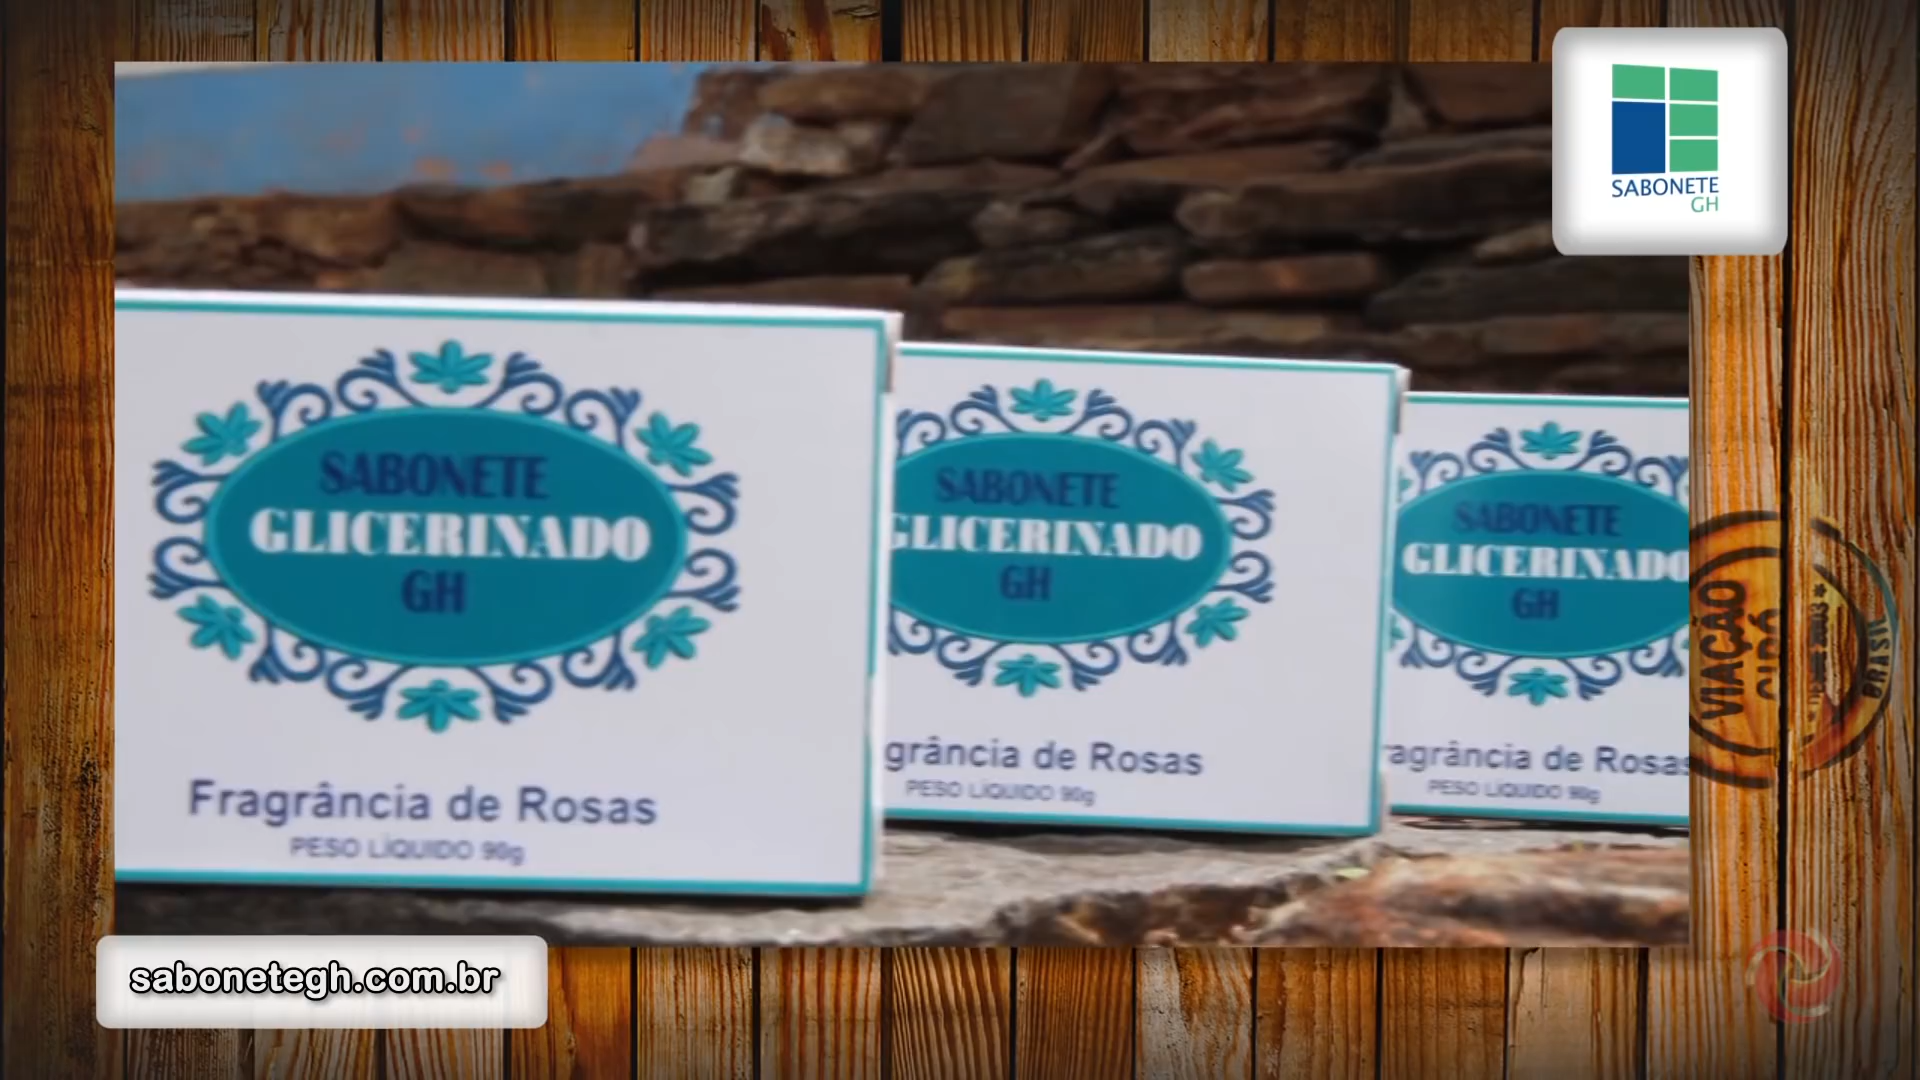 SABONETE
GH
SABONETE
GLICERINADO
GH
Fragrância de Rosas
PESO LÍQUIDO 90g
SABONETE
GLICERINADO
GH
grância de Rosas
PESO LÍQUIDO 90g
SABONETE
GLICERINADO
GH
ragrância de Rosas
PESO LÍQUIDO 90g
VIAÇÃO
BRASIL
sabonetegh.com.br